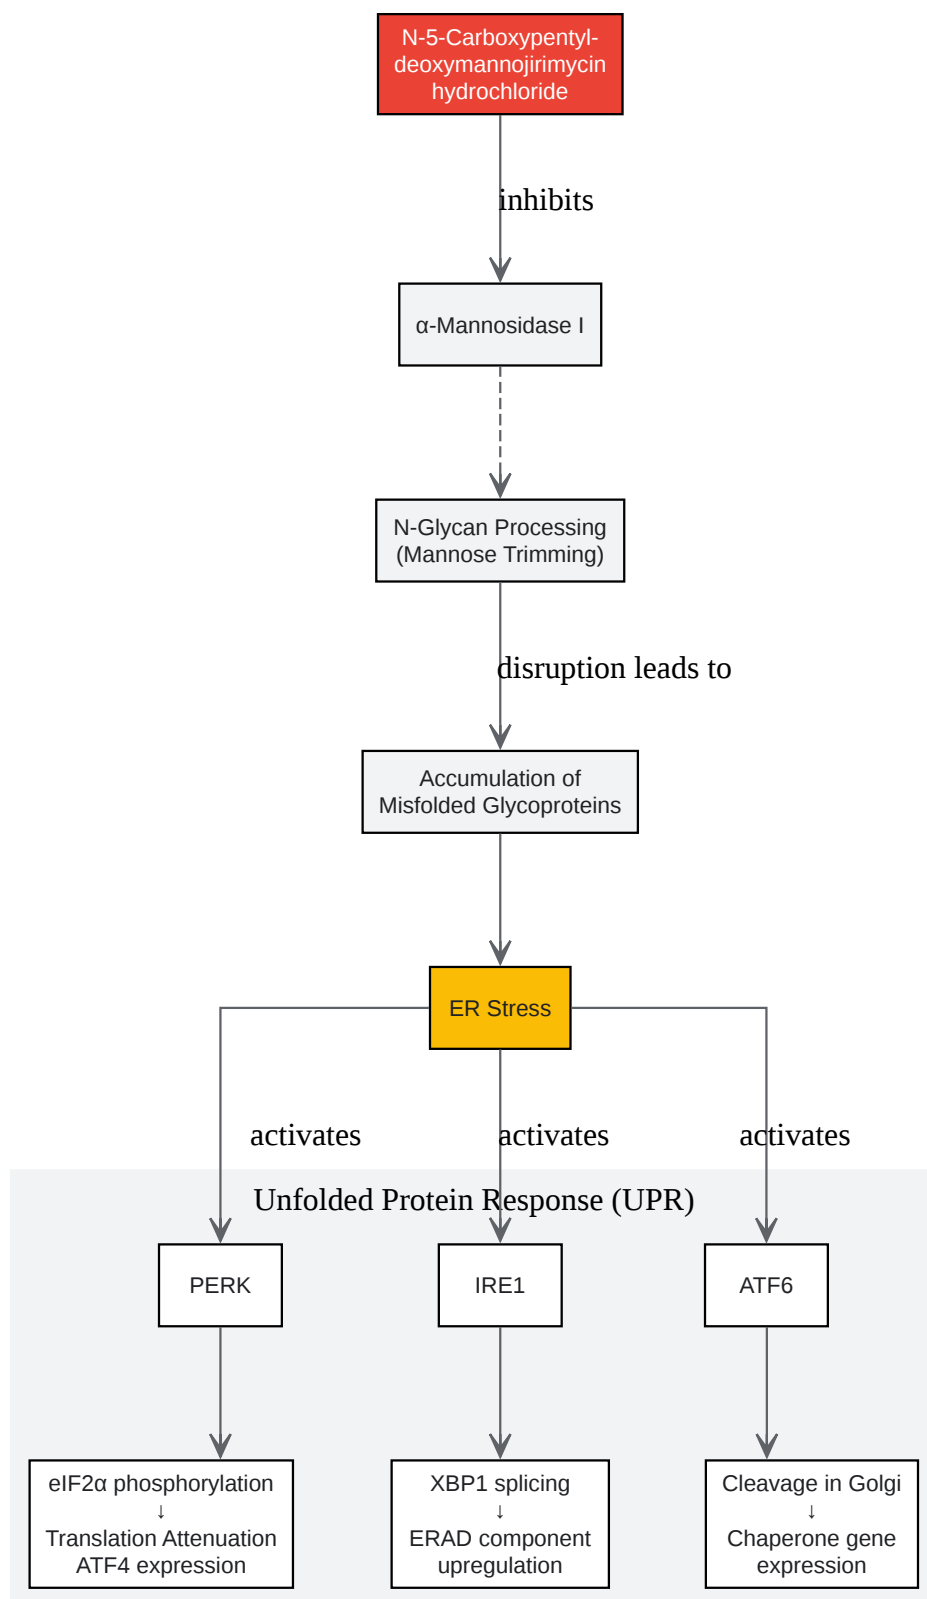 N-5-Carboxypentyl-
deoxymannojirimycin
hydrochloride
inhibits
α-Mannosidase I
N-Glycan Processing
(Mannose Trimming)
disruption leads to
Accumulation of
Misfolded Glycoproteins
ER Stress
activates
activates
activates
Unfolded Protein Response (UPR)
PERK
IRE1
ATF6
eIF2α phosphorylation
↓
Translation Attenuation
ATF4 expression
XBP1 splicing
↓
ERAD component
upregulation
Cleavage in Golgi
↓
Chaperone gene
expression